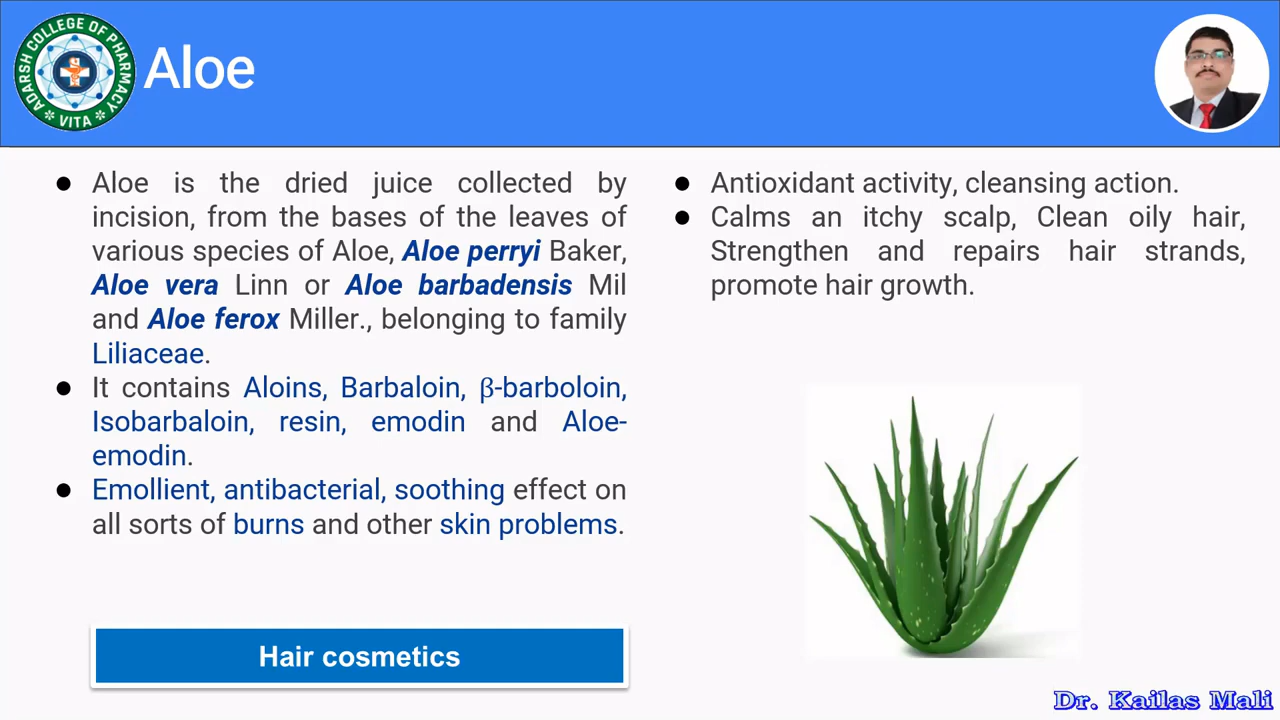 ADARSH COLLEGE OF PHARMACY
VITA
Aloe
● Aloe is the dried juice collected by
incision, from the bases of the leaves of
various species of Aloe, Aloe perryi Baker,
Aloe vera Linn or Aloe barbadensis Mil
and Aloe ferox Miller., belonging to family
Liliaceae.
● It contains Aloins, Barbaloin, β-barboloin,
Isobarbaloin, resin, emodin and Aloe-
emodin.
● Emollient, antibacterial, soothing effect on
all sorts of burns and other skin problems.
Hair cosmetics
● Antioxidant activity, cleansing action.
● Calms an itchy scalp, Clean oily hair,
Strengthen and repairs hair strands,
promote hair growth.
Dr. Kailas Mali